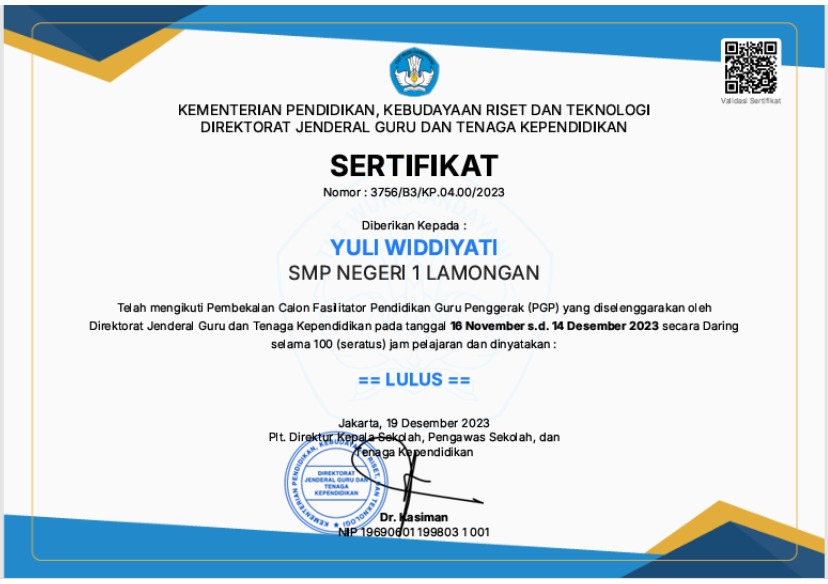 Validasi Sertifikat
KEMENTERIAN PENDIDIKAN, KEBUDAYAAN RISET DAN TEKNOLOGI
DIREKTORAT JENDERAL GURU DAN TENAGA KEPENDIDIKAN
SERTIFIKAT
Nomor : 3756/B3/KP.04.00/2023
Diberikan Kepada :
YULI WIDDIYATI
SMP NEGERI 1 LAMONGAN
Telah mengikuti Pembekalan Calon Fasilitator Pendidikan Guru Penggerak (PGP) yang diselenggarakan oleh
Direktorat Jenderal Guru dan Tenaga Kependidikan pada tanggal 16 November s.d. 14 Desember 2023 secara Daring
selama 100 (seratus) jam pelajaran dan dinyatakan :
== LULUS ==
Jakarta, 19 Desember 2023
Plt. Direktur Kepala Sekolah, Pengawas Sekolah, dan
Tenaga Kependidikan
KEMENTERIAN PENDIDIKAN, KEBUDAYAAN, RISET, DAN TEKNOLOGI
DIREKTORAT
JENDERAL GURU DAN
TENAGA
KEPENDIDIKAN
Dr. Kasiman
NIP 19690601199803 1 001